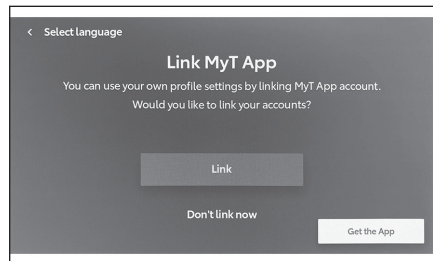 < Select language
Link MyT App
You can use your own profile settings by linking MyT App account.
Would you like to link your accounts?
Link
Don't link now
Get the App